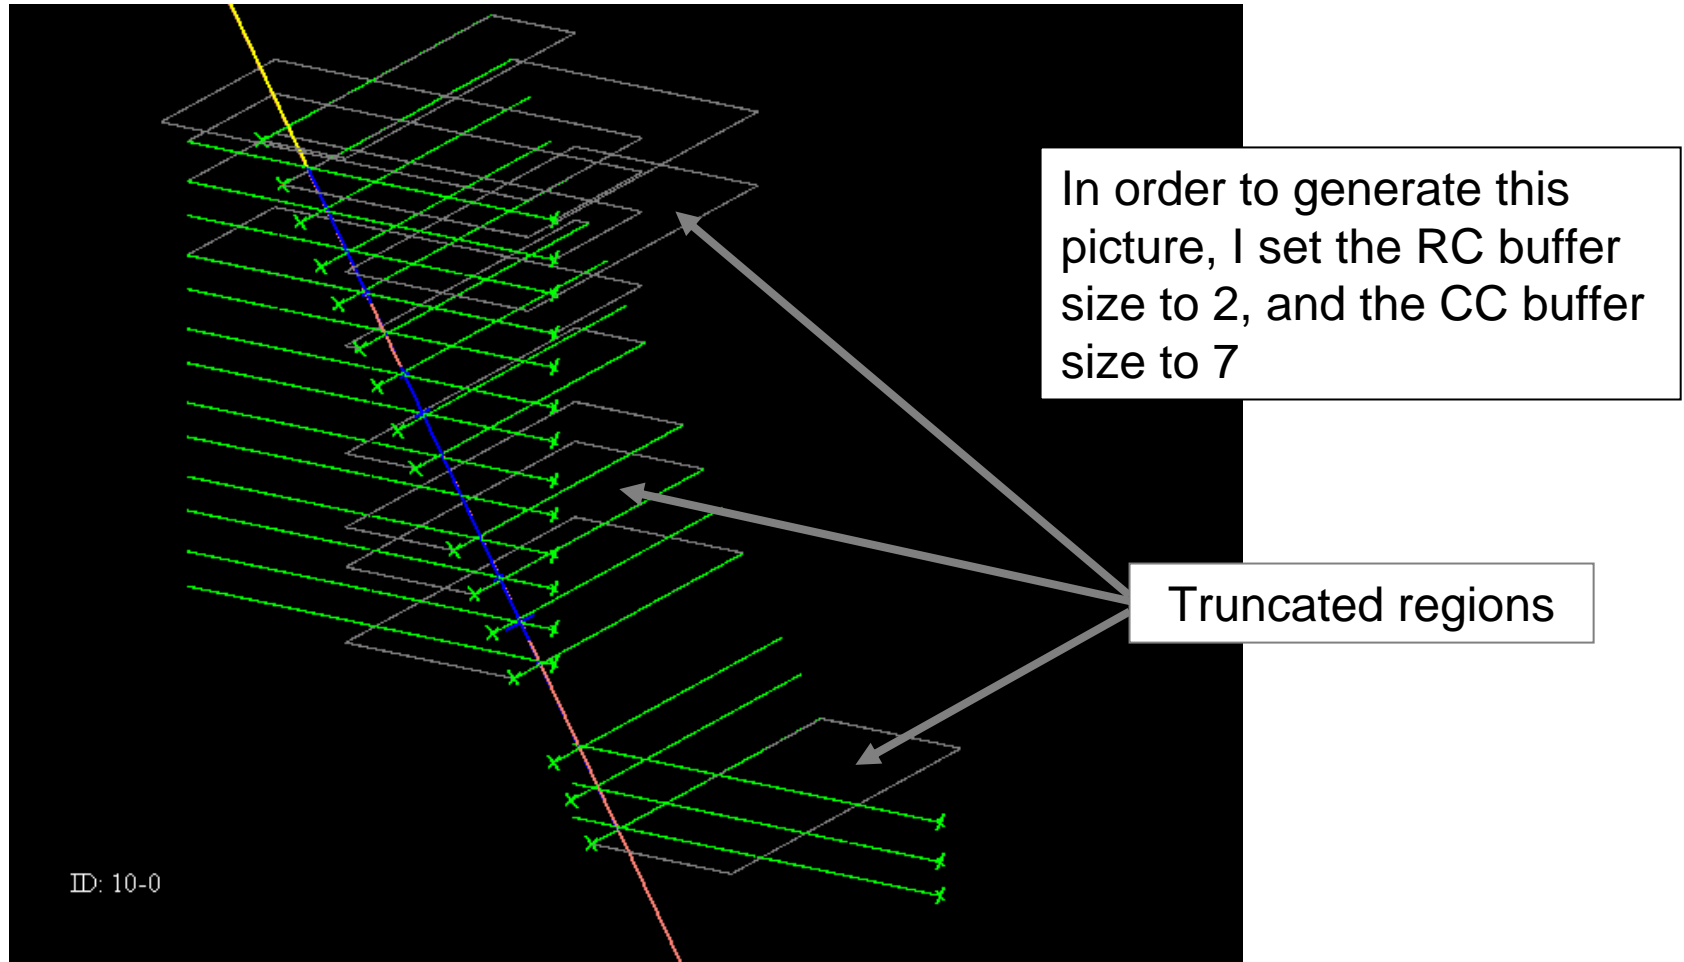 In order to generate this
picture, I set the RC buffer
size to 2, and the CC buffer
size to 7
Truncated regions
ID: 10-0